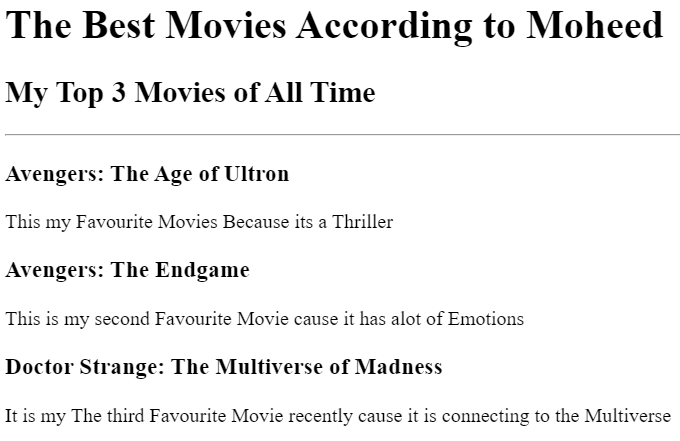 The Best Movies According to Moheed
My Top 3 Movies of All Time
Avengers: The Age of Ultron
This my Favourite Movies Because its a Thriller
Avengers: The Endgame
This is my second Favourite Movie cause it has alot of Emotions
Doctor Strange: The Multiverse of Madness
It is my The third Favourite Movie recently cause it is connecting to the Multiverse